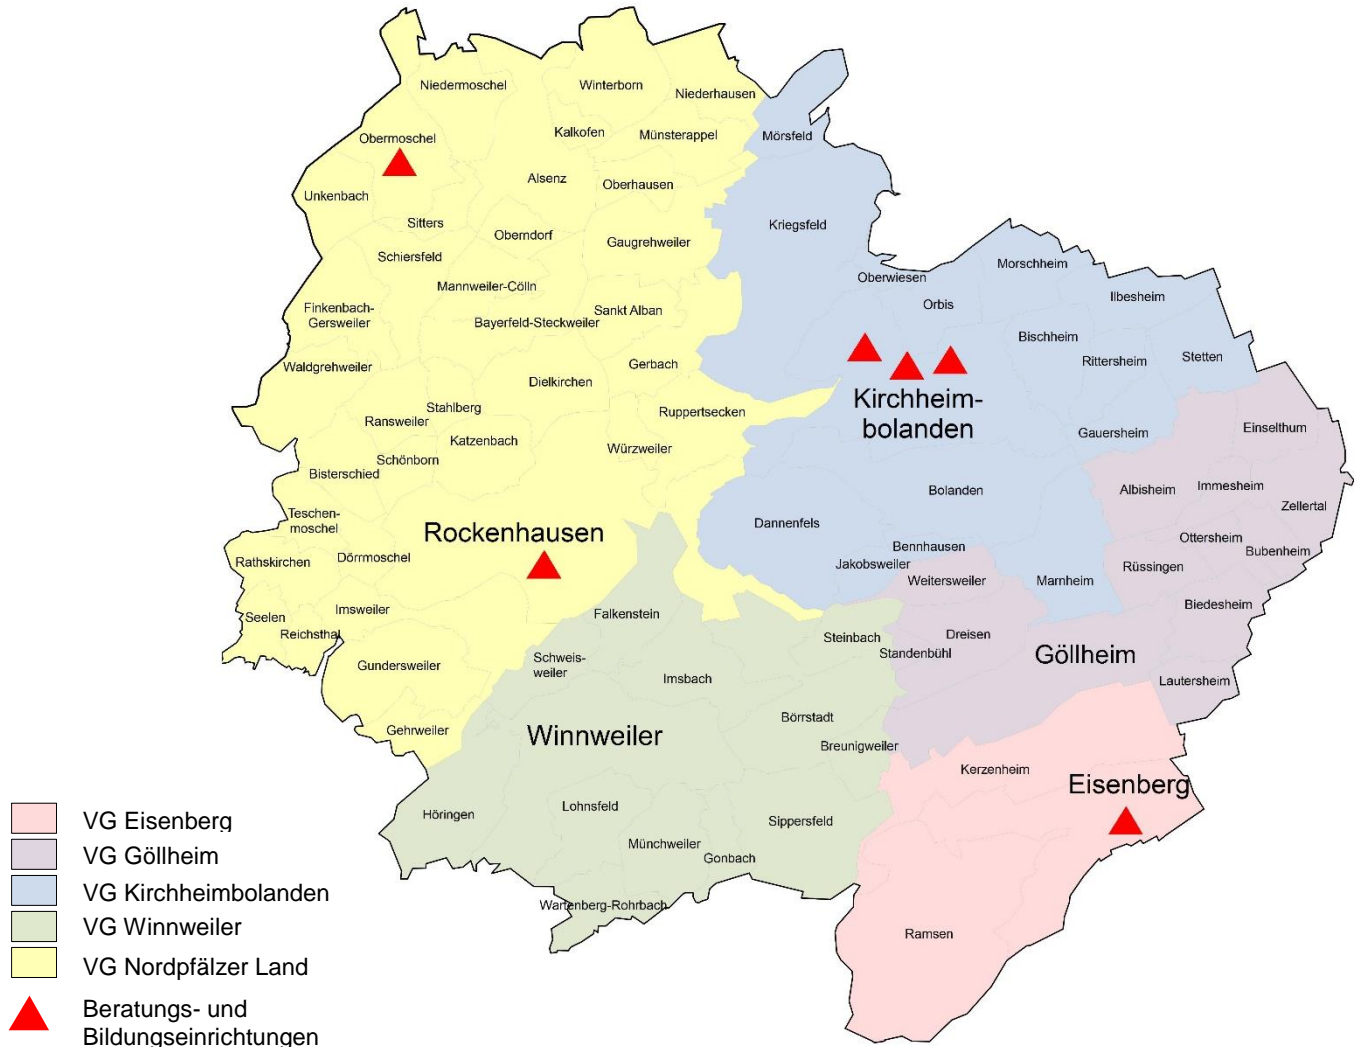 Niedermoschel
Winterborn
Niederhausen
Obermoschel
Kalkofen
Münsterappel
Mörsfeld
Unkenbach
Alsenz
Oberhausen
Sitters
Oberndorf
Gaugrehweiler
Kriegsfeld
Schiersfeld
Mannweiler-Cölln
Oberwiesen
Morschheim
Finkenbach-
Gersweiler
Bayerfeld-Steckweiler
Sankt Alban
Orbis
Ilbesheim
Bischheim
Rittersheim
Stetten
Waldgrehweiler
Dielkirchen
Gerbach
Kirchheim-
bolanden
Stahlberg
Ransweiler
Ruppertsecken
Katzenbach
Würzweiler
Gauersheim
Einselthum
Schönborn
Bisterschied
Bolanden
Albisheim
Immesheim
Zellertal
Teschen-
moschel
Rockenhausen
Dannenfels
Ottersheim
Bubenheim
Bennhausen
Rathskirchen
Dörrmoschel
Jakobsweiler
Weitersweiler
Marnheim
Rüssingen
Seelen
Imsweiler
Falkenstein
Biedesheim
Reichsthal
Steinbach
Dreisen
Standenbühl
Göllheim
Gundersweiler
Schweis-
weiler
Imsbach
Lautersheim
Gehrweiler
Winnweiler
Börrstadt
Breunigweiler
Kerzenheim
Eisenberg
Höringen
Lohnsfeld
Sippersfeld
Münchweiler
Gonbach
Wartenberg-Rohrbach
Ramsen
VG Eisenberg
VG Göllheim
VG Kirchheimbolanden
VG Winnweiler
VG Nordpfälzer Land
Beratungs- und
Bildungseinrichtungen